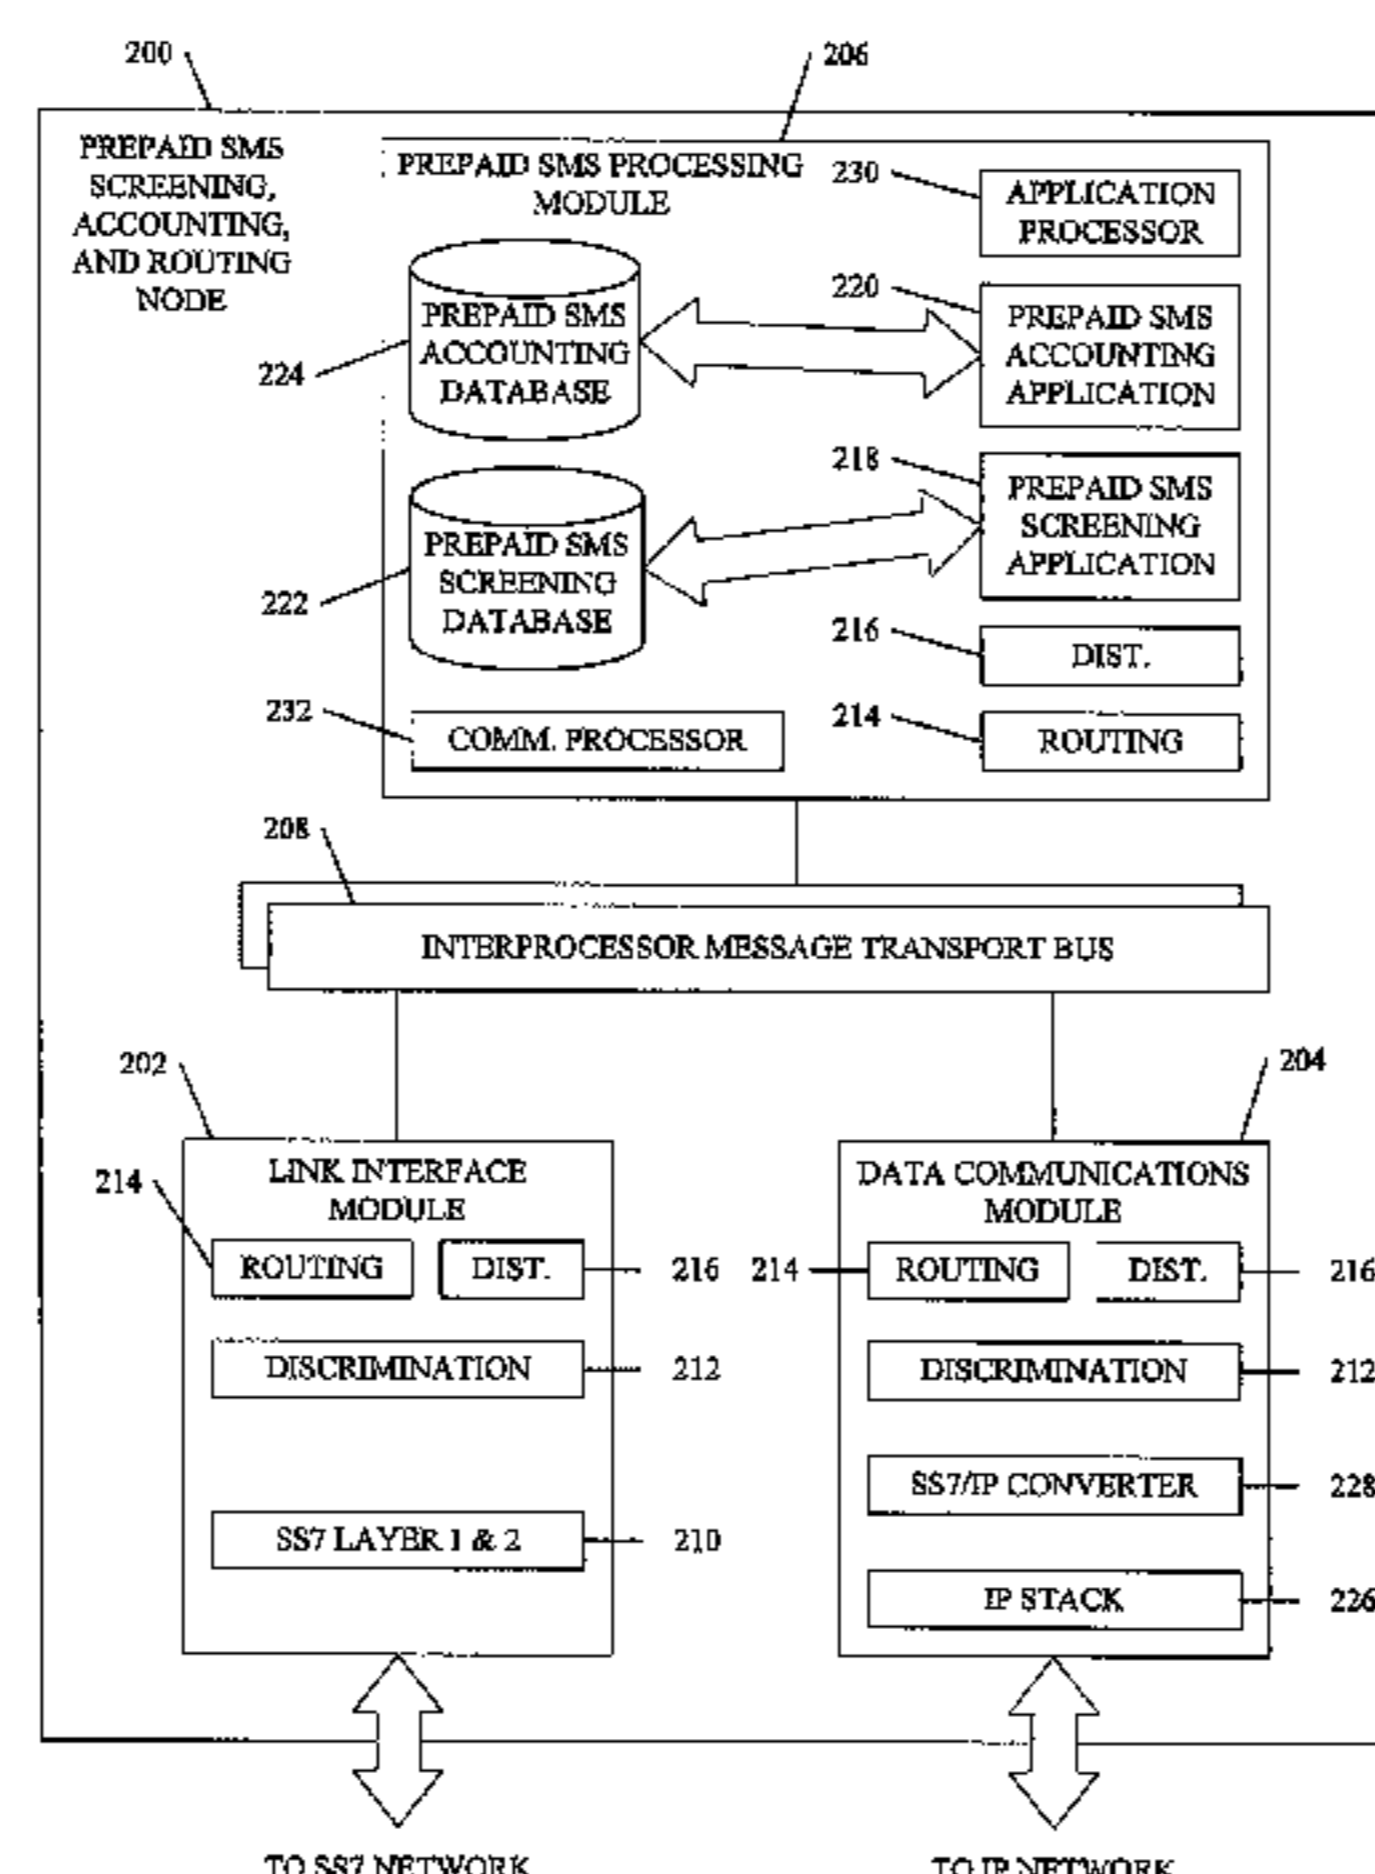 200
206
PREPAID SMS
SCREENING,
ACCOUNTING,
AND ROUTING
NODE
PREPAID SMS PROCESSING
MODULE
230
APPLICATION
PROCESSOR
220
PREPAID SMS
ACCOUNTING
DATABASE
224
PREPAID SMS
ACCOUNTING
APPLICATION
218
PREPAID SMS
SCREENING
APPLICATION
PREPAID SMS
SCREENING
DATABASE
222
216
DIST.
232
COMM. PROCESSOR
214
ROUTING
208
INTERPROCESSOR MESSAGE TRANSPORT BUS
202
204
LINK INTERFACE
MODULE
214
ROUTING
DIST.
216
DISCRIMINATION
212
SS7 LAYER 1 & 2
210
DATA COMMUNICATIONS
MODULE
214
ROUTING
DIST.
216
DISCRIMINATION
212
SS7/IP CONVERTER
228
IP STACK
226
TO SS7 NETWORK
TO IP NETWORK